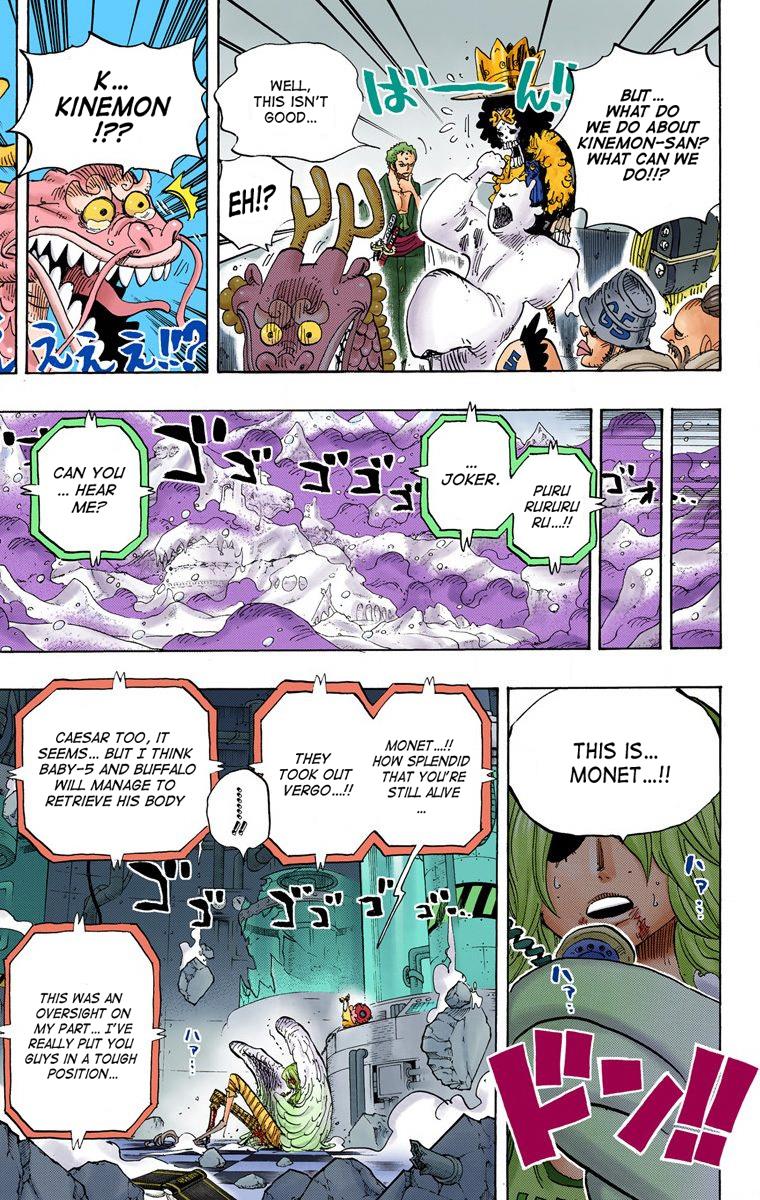 BUT...
WHAT DO
WE DO ABOUT
KINEMON-SAN?
WHAT CAN WE
DO!!?
ばーん!!
WELL,
THIS ISN'T
GOOD...
EH!?
K...
KINEMON
!??
えええ!!?
ゴオォ...
PURU
RURURU
RU...!!
...
JOKER.
ゴゴゴゴゴ
CAN YOU
... HEAR
ME?
THIS IS...
MONET...!!
ハァ...
ハァ...
ドン!!
MONET...!!
HOW SPLENDID
THAT YOU'RE
STILL ALIVE
...
THEY
TOOK OUT
VERGO...!!
CAESAR TOO, IT
SEEMS... BUT I THINK
BABY-5 AND BUFFALO
WILL MANAGE TO
RETRIEVE HIS BODY
ゴゴゴゴゴゴ...
THIS WAS AN
OVERSIGHT ON
MY PART... I'VE
REALLY PUT YOU
GUYS IN A TOUGH
POSITION...
ハァ...